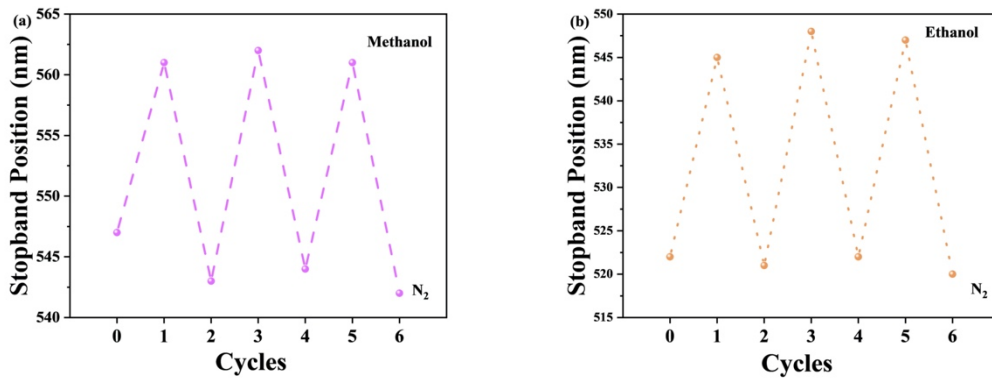 (a)
Methanol
Stopband Position (nm)
565
560
555
550
545
540
N2
0 1 2 3 4 5 6
Cycles
(b)
Ethanol
Stopband Position (nm)
550
545
540
535
530
525
520
515
N2
0 1 2 3 4 5 6
Cycles